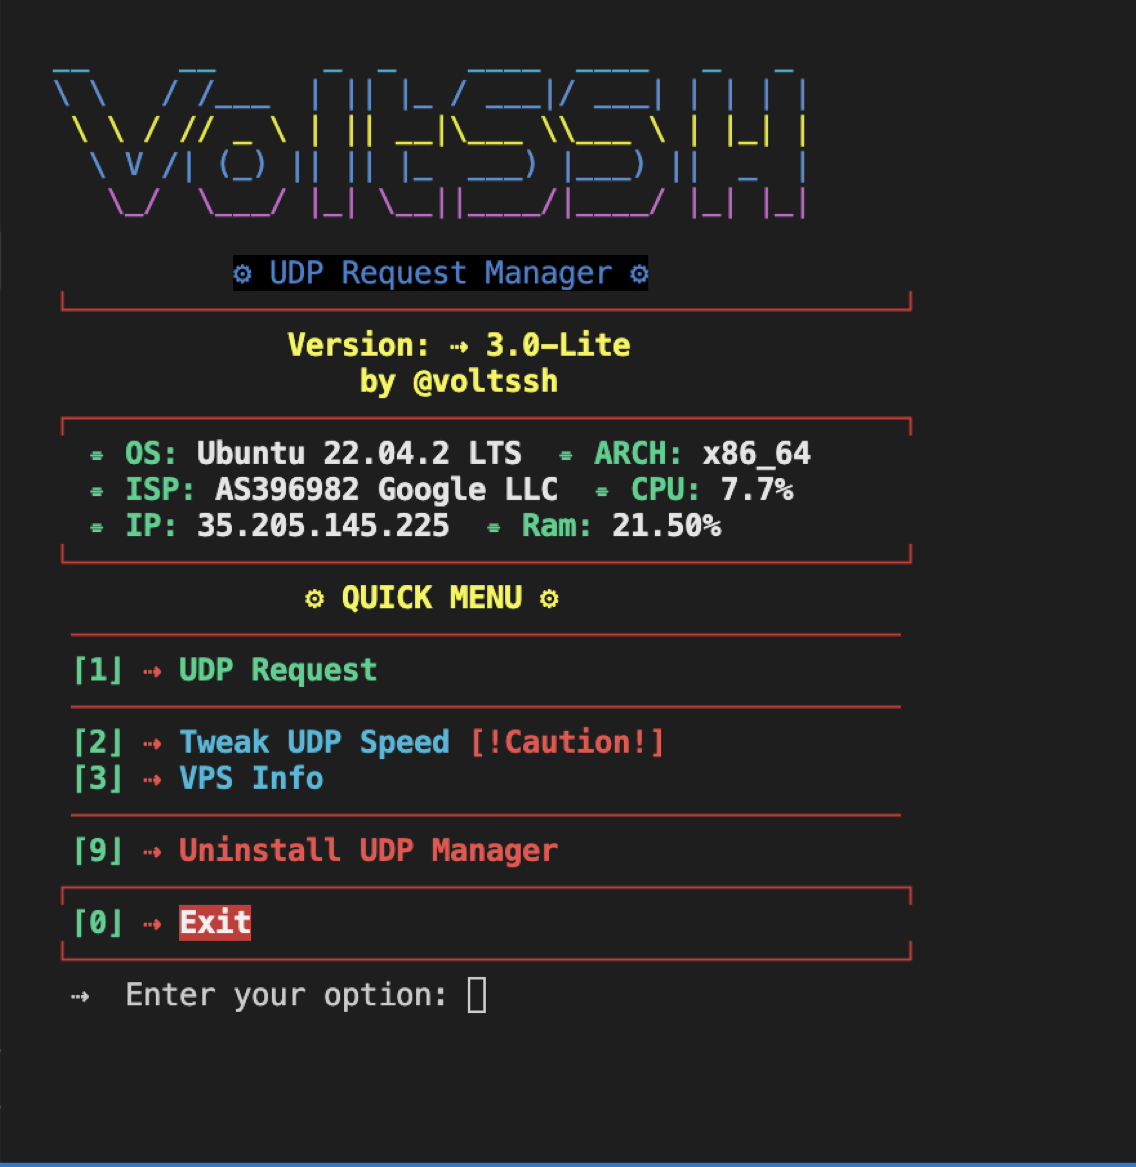 VoltSSH
⚙ UDP Request Manager ⚙
Version: ⇢ 3.0-Lite
by @voltssh
OS: Ubuntu 22.04.2 LTS = ARCH: x86_64
ISP: AS396982 Google LLC = CPU: 7.7%
IP: 35.205.145.225 = Ram: 21.50%
⚙ QUICK MENU ⚙
⌈1⌋ ⇢ UDP Request
⌈2⌋ ⇢ Tweak UDP Speed [!Caution!]
⌈3⌋ ⇢ VPS Info
⌈9⌋ ⇢ Uninstall UDP Manager
⌈0⌋ ⇢ Exit
⇢ Enter your option: